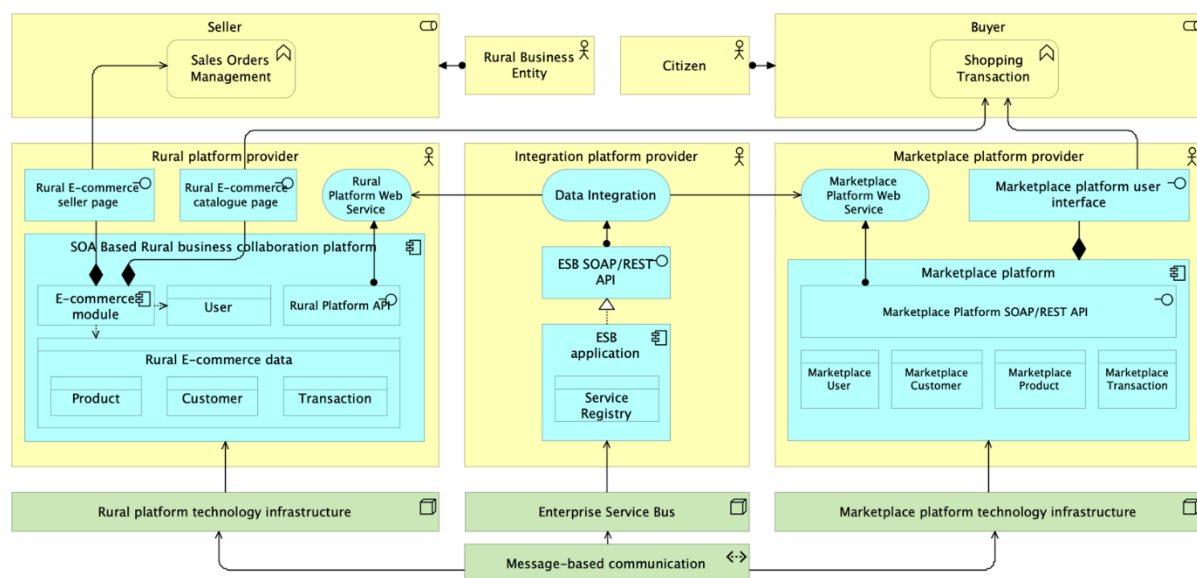 Seller
Sales Orders
Management
Rural Business
Entity
Citizen
Buyer
Shopping
Transaction
Rural platform provider
Rural E-commerce
seller page
Rural E-commerce
catalogue page
Rural
Platform Web
Service
SOA Based Rural business collaboration platform
E-commerce
module
User
Rural Platform API
Rural E-commerce data
Product
Customer
Transaction
Integration platform provider
Data Integration
ESB SOAP/REST
API
ESB
application
Service
Registry
Marketplace platform provider
Marketplace
Platform Web
Service
Marketplace platform user
interface
Marketplace platform
Marketplace Platform SOAP/REST API
Marketplace
User
Marketplace
Customer
Marketplace
Product
Marketplace
Transaction
Rural platform technology infrastructure
Enterprise Service Bus
Marketplace platform technology infrastructure
Message-based communication